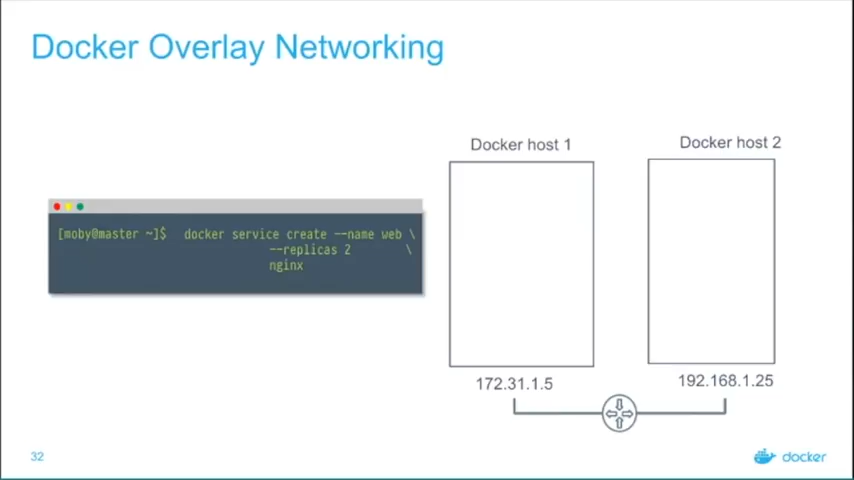 Docker Overlay Networking
Docker host 1
Docker host 2
[moby@master ~]$ docker service create --name web \
--replicas 2 \
nginx
172.31.1.5
192.168.1.25
32
docker